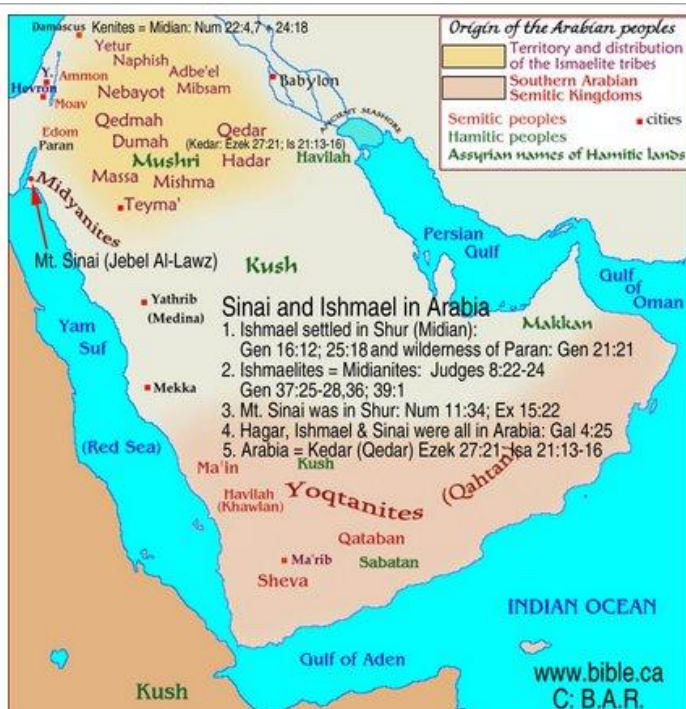 Damascus
Kenites = Midian: Num 22:4,7 + 24:18
Origin of the Arabian peoples
Territory and distribution
of the Ismaelite tribes
Southern Arabian
Semitic Kingdoms
Semitic peoples
cities
Hamitic peoples
Assyrian names of Hamitic lands
Yetur
Naphish
Adbe'el
Mibsam
Nebayot
Y.
Hevron
Ammon
Moav
Edom
Paran
Babylon
ANCIENT SEASHORE
Qedmah
Dumah
Qedar
(Kedar: Ezek 27:21; Is 21:13-16)
Mushri
Hadar
Havilah
Massa
Mishma
Teyma'
Midyanites
Mt. Sinai (Jebel Al-Lawz)
Kush
Persian
Gulf
Gulf
of
Oman
Yathrib
(Medina)
Yam
Suf
Makkan
Mekka
(Red Sea)
Sinai and Ishmael in Arabia
1. Ishmael settled in Shur (Midian):
Gen 16:12; 25:18 and wilderness of Paran: Gen 21:21
2. Ishmaelites = Midianites: Judges 8:22-24
Gen 37:25-28,36; 39:1
3. Mt. Sinai was in Shur: Num 11:34; Ex 15:22
4. Hagar, Ishmael & Sinai were all in Arabia: Gal 4:25
5. Arabia = Kedar (Qedar) Ezek 27:21; Isa 21:13-16
Ma'in
Kush
Havilah
(Khawlan)
Yoqtanites
(Qahtan)
Qataban
Ma'rib
Sabatan
Sheva
INDIAN OCEAN
Gulf of Aden
Kush
www.bible.ca
C: B.A.R.